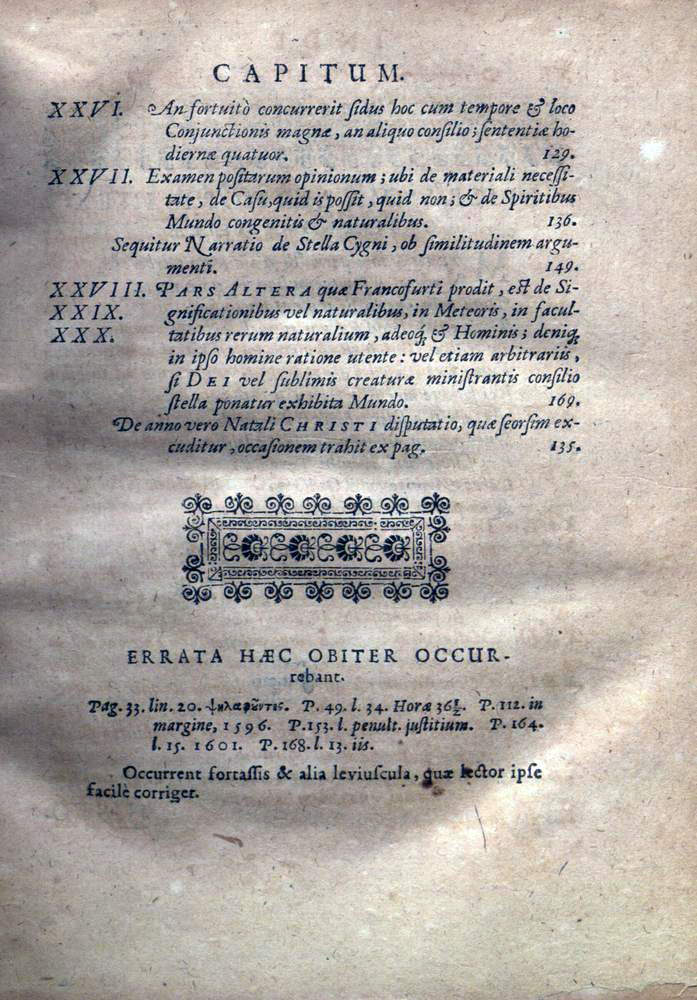 CAPITUM.
XXVI. An fortuitò concurrerit ſidus hoc cum tempore & loco
Conjunctionis magnæ, an aliquo conſilio; ſententiæ ho-
diernæ quatuor. 129.
XXVII. Examen poſitarum opinionum; ubi de materiali neceſſi-
tate, de Caſu, quid is poſſit, quid non; & de Spiritibus
Mundo congenitis & naturalibus. 136.
Sequitur Narratio de Stella Cygni, ob ſimilitudinem argu-
menti. 149.
XXVIII. PARS ALTERA quæ Francofurti prodit, eſt de Si-
XXIX. gnificationibus vel naturalibus, in Meteoris, in facul-
XXX. tatibus rerum naturalium, adeoq́; & Hominis; deniq;
in ipſo homine ratione utente: vel etiam arbitrariis,
ſi DEI vel ſublimis creaturæ miniſtrantis conſilio
ſtella ponatur exhibita Mundo. 169.
De anno vero Natali CHRISTI diſputatio, quæ ſeorſim ex-
cuditur, occaſionem trahit ex pag. 135.
ERRATA HÆC OBITER OCCUR-
rebant.
Pag. 33. lin. 20. ψηλαφῶντες. P. 49. l. 34. Horæ 36½. P. 112. in
margine, 1596. P. 153. l. penult. juſtitium. P. 164.
l. 15. 1601. P. 168. l. 13. iis.
Occurrent fortaſſis & alia leviuſcula, quæ lector ipſe
facilè corriget.